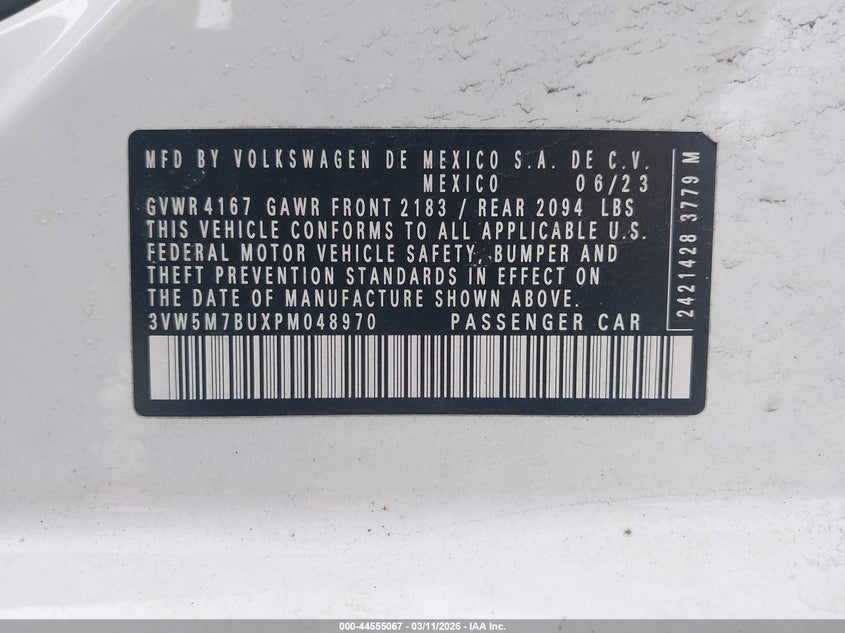 MFD BY VOLKSWAGEN DE MEXICO S.A. DE C.V.
MEXICO 06/23
GVWR 4167 GAWR FRONT 2183 / REAR 2094 LBS
THIS VEHICLE CONFORMS TO ALL APPLICABLE U.S.
FEDERAL MOTOR VEHICLE SAFETY, BUMPER AND
THEFT PREVENTION STANDARDS IN EFFECT ON
THE DATE OF MANUFACTURE SHOWN ABOVE.
3VW5M7BUXPM048970 PASSENGER CAR
2421428 3779 M
000-44555067 - 03/11/2026 - IAA Inc.